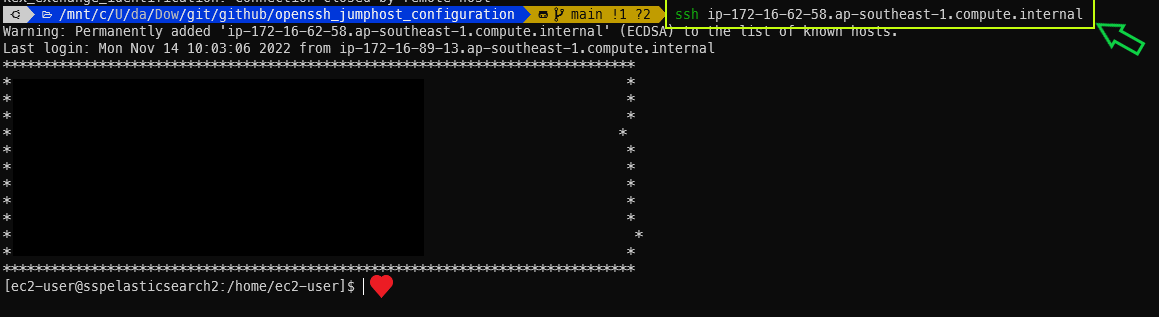 kex_exchange_identification: Connection closed by remote host
/mnt/c/U/da/Dow/git/github/openssh_jumphost_configuration main !1 ?2 ssh ip-172-16-62-58.ap-southeast-1.compute.internal
Warning: Permanently added 'ip-172-16-62-58.ap-southeast-1.compute.internal' (ECDSA) to the list of known hosts.
Last login: Mon Nov 14 10:03:06 2022 from ip-172-16-89-13.ap-southeast-1.compute.internal
*******************************************************************************
* *
* *
* *
* *
* *
* *
* *
* *
* *
* *
* *
*******************************************************************************
[ec2-user@sspelasticsearch2:/home/ec2-user]$